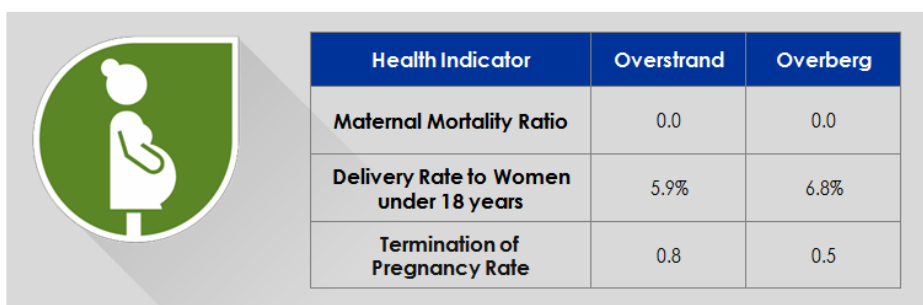 Health Indicator Overstrand Overberg
Maternal Mortality Ratio 0.0 0.0
Delivery Rate to Women
under 18 years 5.9% 6.8%
Termination of
Pregnancy Rate 0.8 0.5